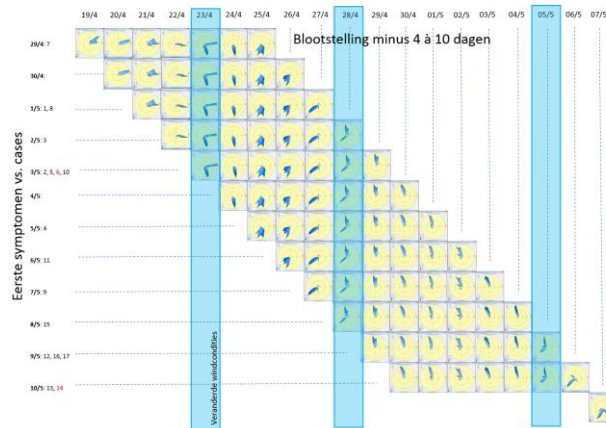 19/4 20/4 21/4 22/4 23/4 24/4 25/4 26/4 27/4 28/4 29/4 30/4 01/5 02/5 03/5 04/5 05/5 06/5 07/5
Blootstelling minus 4 à 10 dagen
Eerste symptomen vs. cases
29/4: 7
30/4:
1/5: 1, 8
2/5: 3
3/5: 2, 5, 6, 10
4/5:
5/5: 4
6/5: 11
7/5: 9
8/5: 15
9/5: 12, 16, 17
10/5: 13, 14
Veranderde windcondities